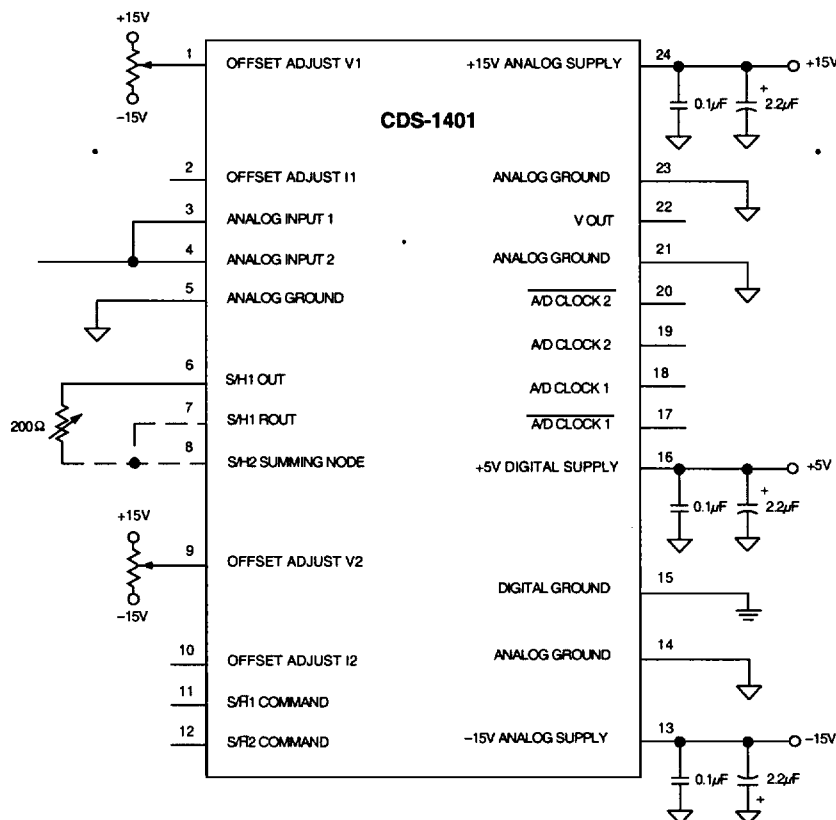 +15V
1
OFFSET ADJUST V1
−15V
CDS-1401
2
OFFSET ADJUST I1
3
ANALOG INPUT 1
4
ANALOG INPUT 2
5
ANALOG GROUND
6
S/H1 OUT
200Ω
7
S/H1 ROUT
8
S/H2 SUMMING NODE
+15V
9
OFFSET ADJUST V2
−15V
10
OFFSET ADJUST I2
11
S/H̅1 COMMAND
12
S/H̅2 COMMAND
24
+15V ANALOG SUPPLY
+15V
0.1µF
+
2.2µF
23
ANALOG GROUND
22
V OUT
21
ANALOG GROUND
20
A/D CLOCK 2
19
A/D CLOCK 2
18
A/D CLOCK 1
17
A/D CLOCK 1
16
+5V DIGITAL SUPPLY
+5V
0.1µF
+
2.2µF
15
DIGITAL GROUND
14
ANALOG GROUND
13
−15V ANALOG SUPPLY
−15V
0.1µF
2.2µF
+